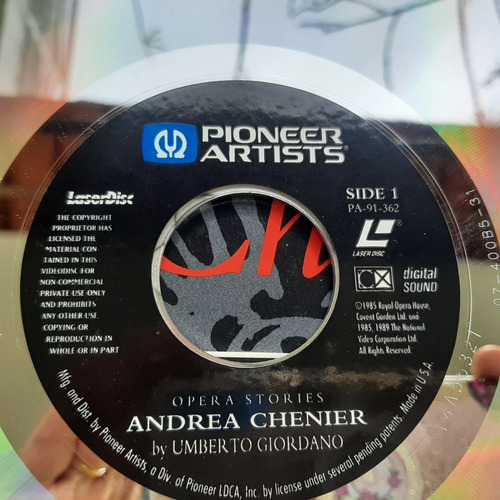 PIONEER
ARTISTS®
LaserDisc
THE COPYRIGHT
PROPRIETOR HAS
LICENSED THE
MATERIAL CON
TAINED IN THIS
VIDEODISC FOR
NON-COMMERCIAL
PRIVATE USE ONLY
AND PROHIBITS
ANY OTHER USE,
COPYING OR
REPRODUCTION IN
WHOLE OR IN PART
SIDE 1
PA-91-362
LASER DISC
CX digital
SOUND
©1985 Royal Opera House,
Covent Garden Ltd. and
1985, 1989 The National
Video Corporation Ltd.
All Rights Reserved.
OPERA STORIES
ANDREA CHENIER
by UMBERTO GIORDANO
Mfg. and Dist. by Pioneer Artists, a Div. of Pioneer LDCA, Inc. by license under several pending patents. Made in U.S.A.